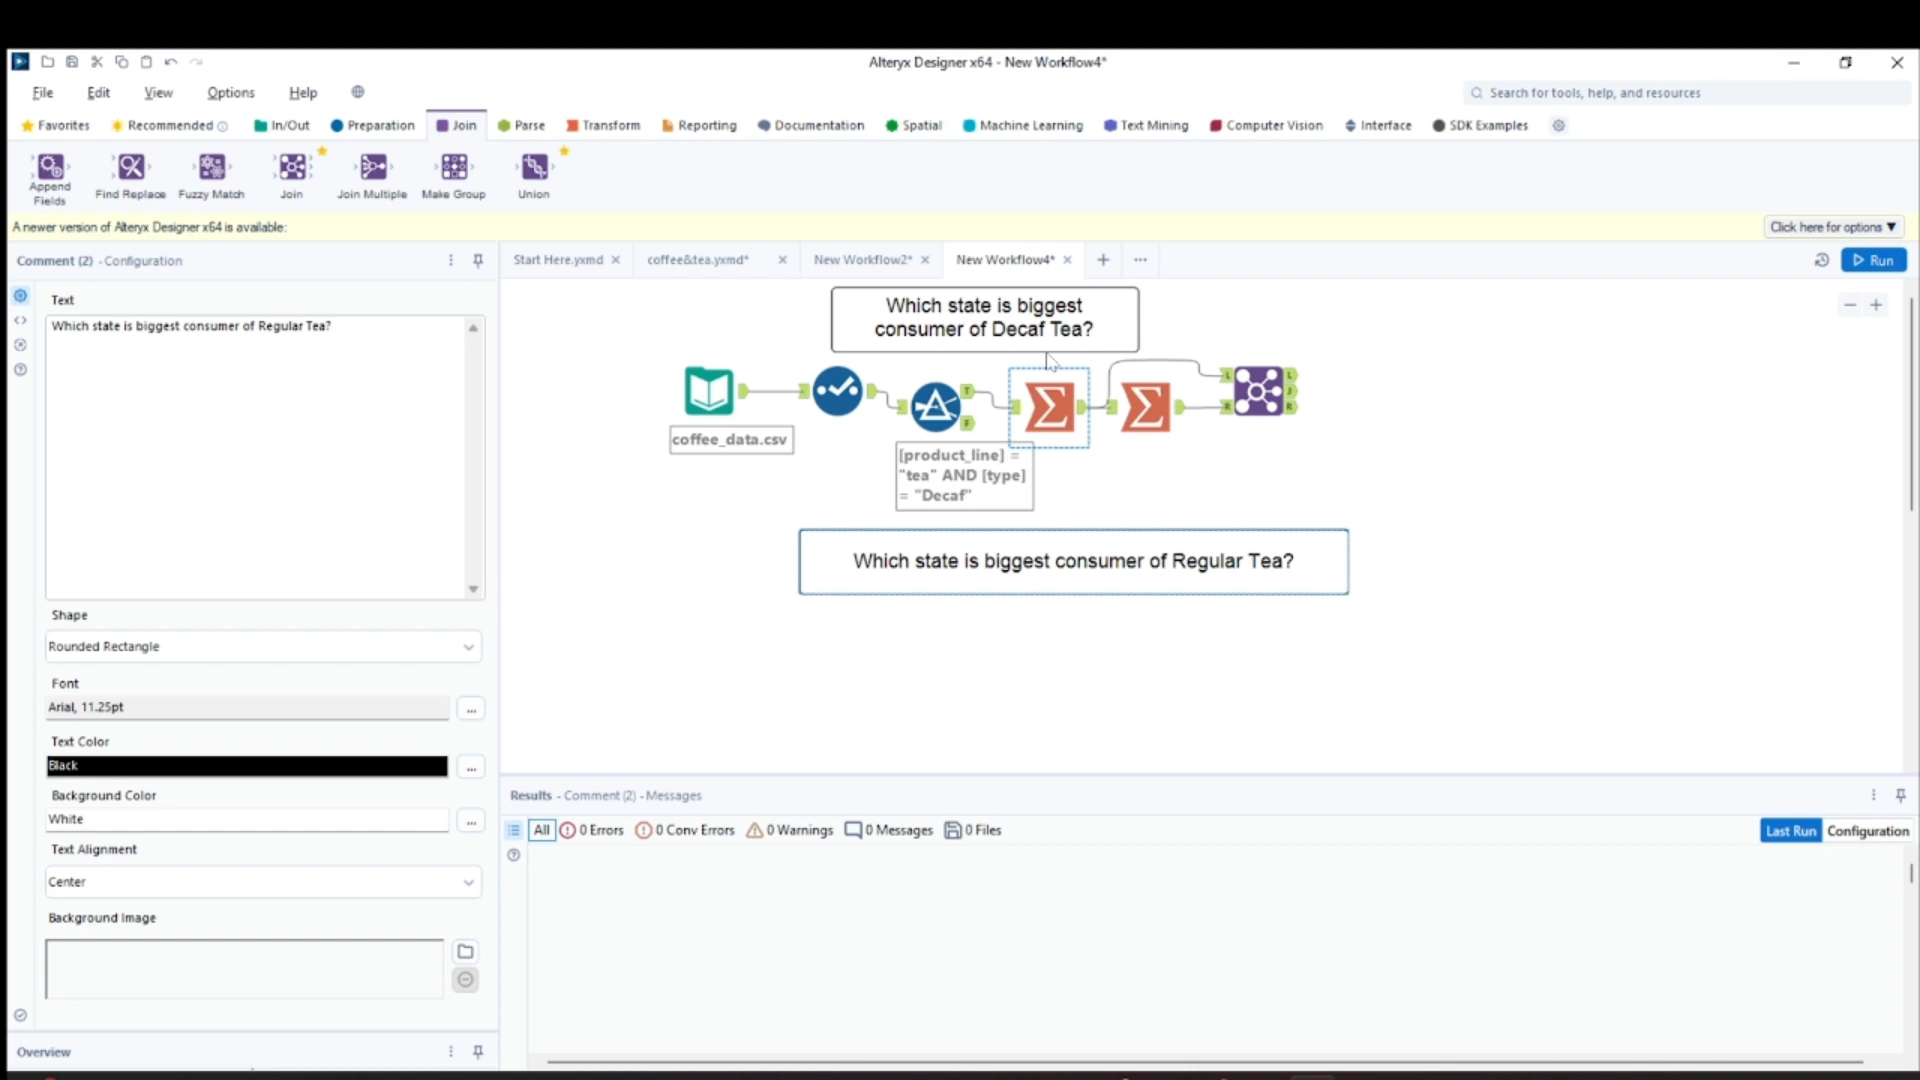 Alteryx Designer x64 - New Workflow4*
File Edit View Options Help
Search for tools, help, and resources
Favorites Recommended In/Out Preparation Join Parse Transform Reporting Documentation Spatial Machine Learning Text Mining Computer Vision Interface SDK Examples
Append Fields
Find Replace
Fuzzy Match
Join
Join Multiple
Make Group
Union
A newer version of Alteryx Designer x64 is available:
Click here for options ▼
Comment (2) - Configuration
Start Here.yxmd
coffee&tea.yxmd*
New Workflow2*
New Workflow4*
Run
Text
Which state is biggest consumer of Regular Tea?
Shape
Rounded Rectangle
Font
Arial, 11.25pt
...
Text Color
Black
...
Background Color
White
...
Text Alignment
Center
Background Image
Overview
Which state is biggest
consumer of Decaf Tea?
T
F
L
R
L
J
R
coffee_data.csv
[product_line] =
"tea" AND [type]
= "Decaf"
Which state is biggest consumer of Regular Tea?
Results - Comment (2) - Messages
All 0 Errors 0 Conv Errors 0 Warnings 0 Messages 0 Files
Last Run Configuration